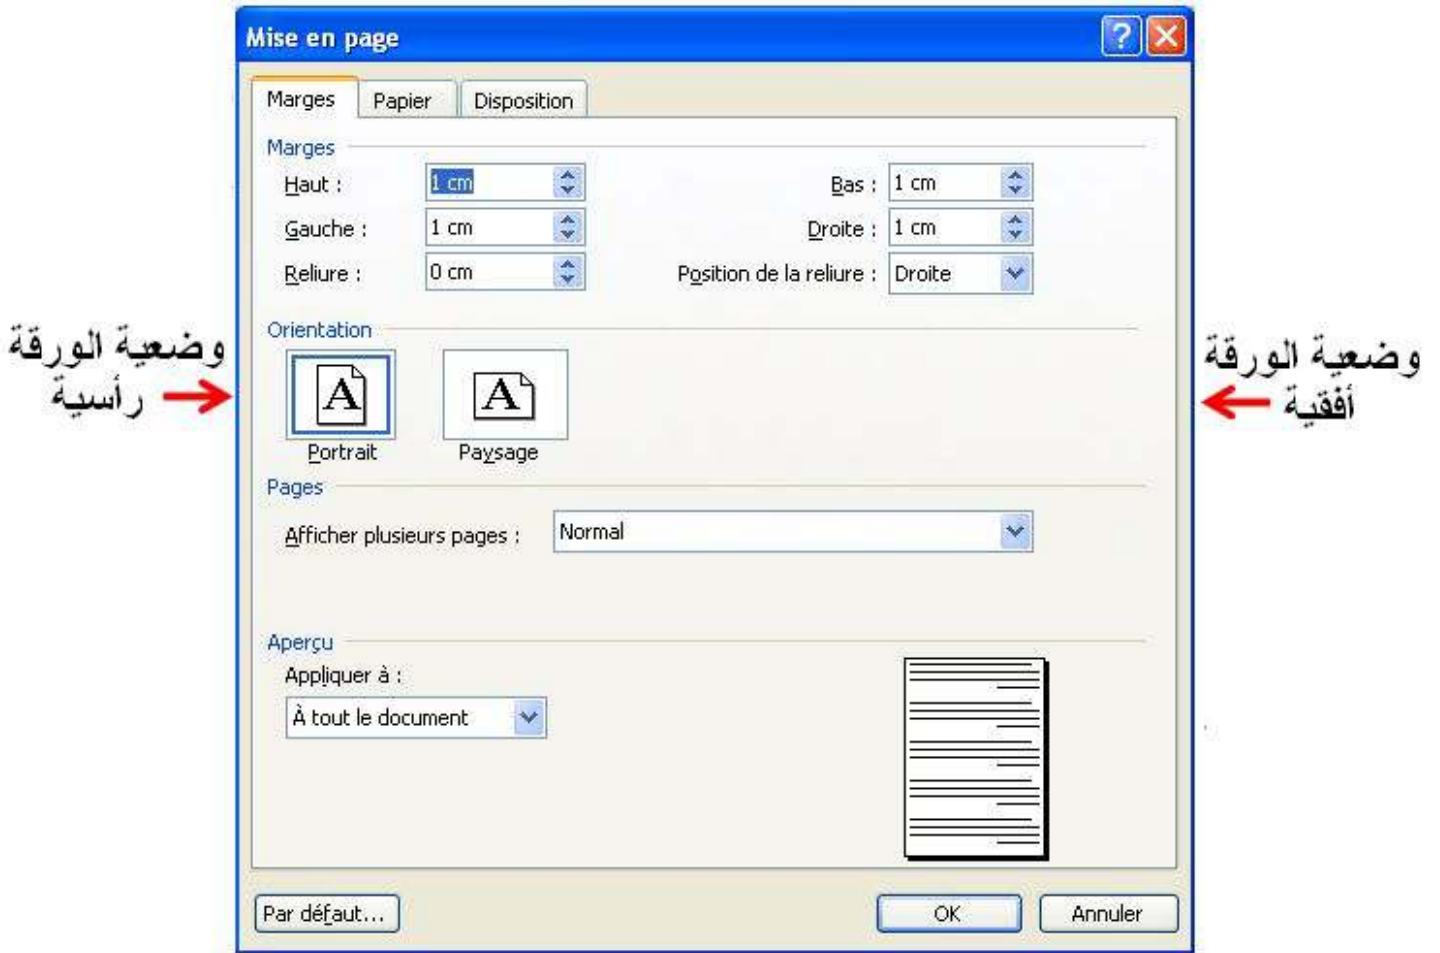 Mise en page
Marges Papier Disposition
Marges
Haut : 1 cm Bas : 1 cm
Gauche : 1 cm Droite : 1 cm
Reliure : 0 cm Position de la reliure : Droite
Orientation
وضعية الورقة
رأسية
A A
Portrait Paysage
وضعية الورقة
أفقية
Pages
Afficher plusieurs pages : Normal
Aperçu
Appliquer à :
À tout le document
Par défaut... OK Annuler